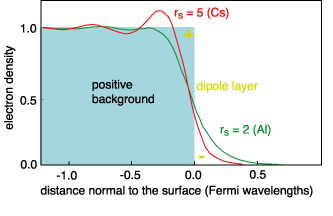 rs = 5 (Cs)
1.0
+
electron density
positive
background
dipole layer
0.5
rs = 2 (Al)
-
0.0
-1.0
-0.5
0.0
0.5
distance normal to the surface (Fermi wavelengths)